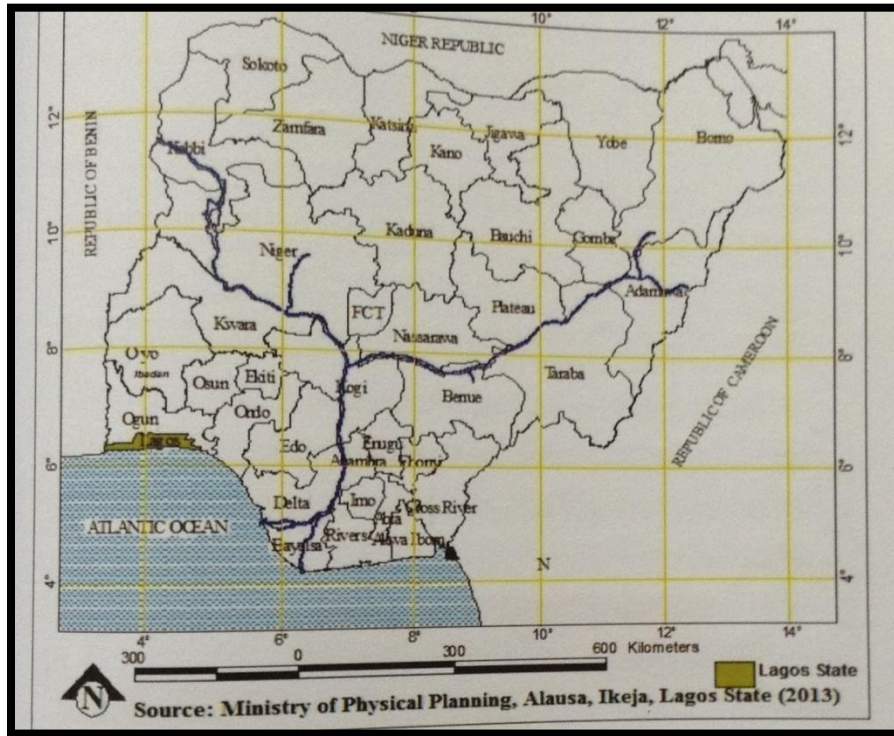 10°
12°
14°
NIGER REPUBLIC
Sokoto
12°
Zamfara
Katsina
Jigawa
Yobe
Borno
12°
Kano
Kebbi
REPUBLIC OF BENIN
10°
Kaduna
Bauchi
Gombe
10°
Niger
Adamawa
FCT
Plateau
Kwara
Nassarawa
8°
8°
Oyo
Ibadan
Osun
Ekiti
Kogi
Benue
Taraba
REPUBLIC OF CAMEROON
Ogun
Ondo
Lagos
Edo
Enugu
Anambra
Ebony
6°
6°
Delta
Imo
Cross River
ATLANTIC OCEAN
Abia
Bayelsa
Rivers
Akwa Ibom
N
4°
4°
4°
6°
8°
10°
12°
14°
300
0
300
600 Kilometers
Lagos State
N
Source: Ministry of Physical Planning, Alausa, Ikeja, Lagos State (2013)